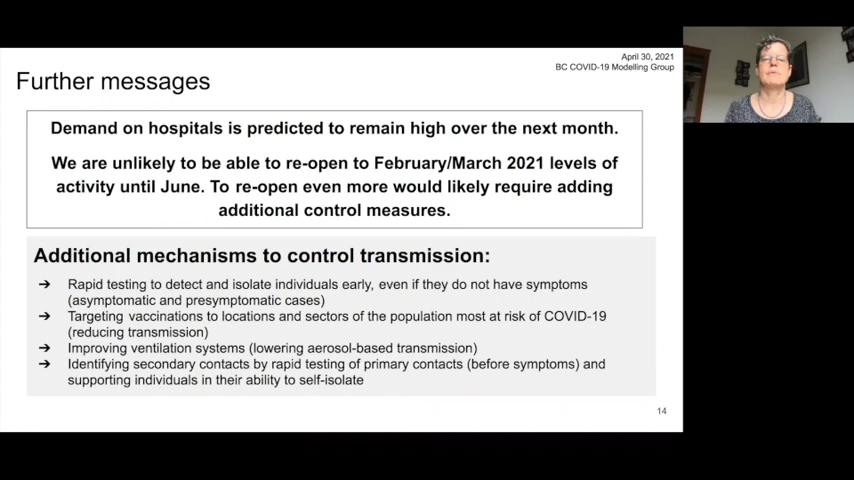 April 30, 2021
BC COVID-19 Modelling Group
Further messages
Demand on hospitals is predicted to remain high over the next month.
We are unlikely to be able to re-open to February/March 2021 levels of
activity until June. To re-open even more would likely require adding
additional control measures.
Additional mechanisms to control transmission:
➔ Rapid testing to detect and isolate individuals early, even if they do not have symptoms
(asymptomatic and presymptomatic cases)
➔ Targeting vaccinations to locations and sectors of the population most at risk of COVID-19
(reducing transmission)
➔ Improving ventilation systems (lowering aerosol-based transmission)
➔ Identifying secondary contacts by rapid testing of primary contacts (before symptoms) and
supporting individuals in their ability to self-isolate
14